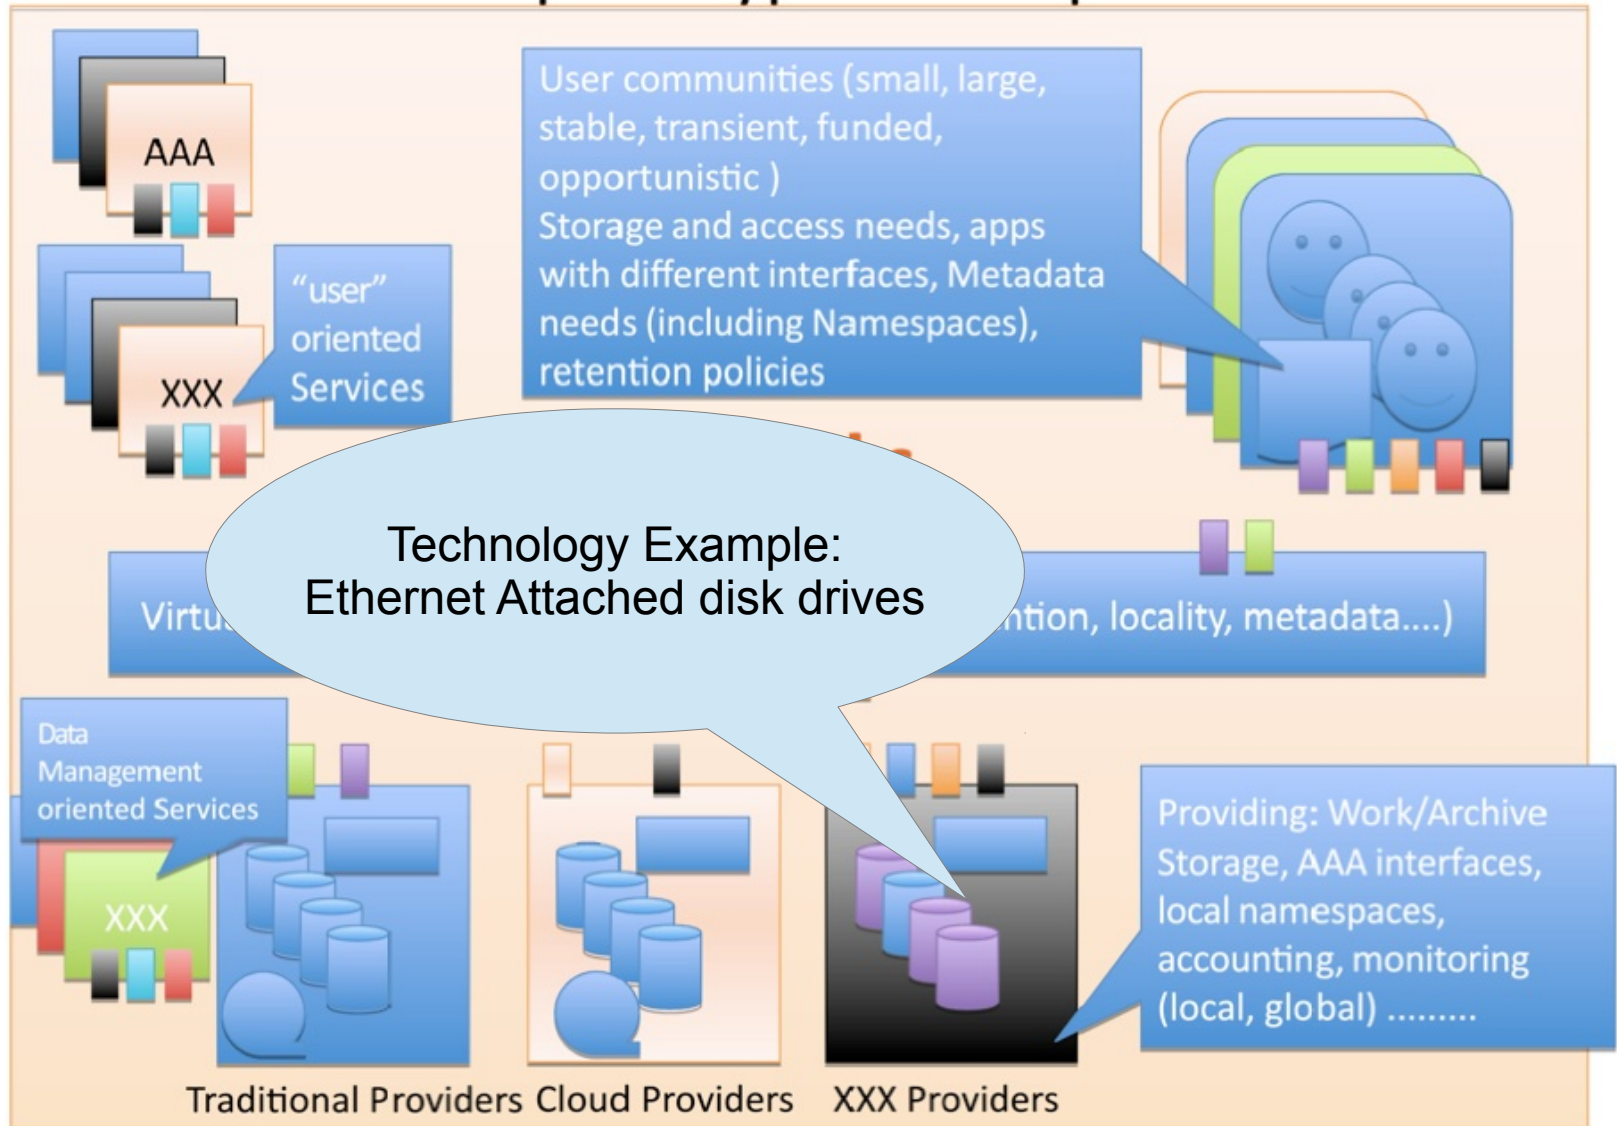 AAA
User communities (small, large,
stable, transient, funded,
opportunistic )
Storage and access needs, apps
with different interfaces, Metadata
needs (including Namespaces),
retention policies
"user"
oriented
Services
XXX
Technology Example:
Ethernet Attached disk drives
locality, metadata....)
Data
Management
oriented Services
XXX
Providing: Work/Archive
Storage, AAA interfaces,
local namespaces,
accounting, monitoring
(local, global) .........
Traditional Providers
Cloud Providers
XXX Providers